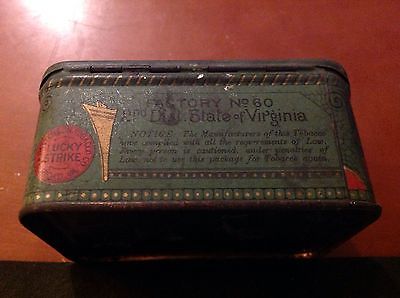 FACTORY No 60
2nd Dist. State of Virginia
NOTICE. The Manufacturers of this Tobacco
have complied with all the requirements of Law.
Every person is cautioned, under penalties of
Law, not to use this package for Tobacco again.
LUCKY
STRIKE